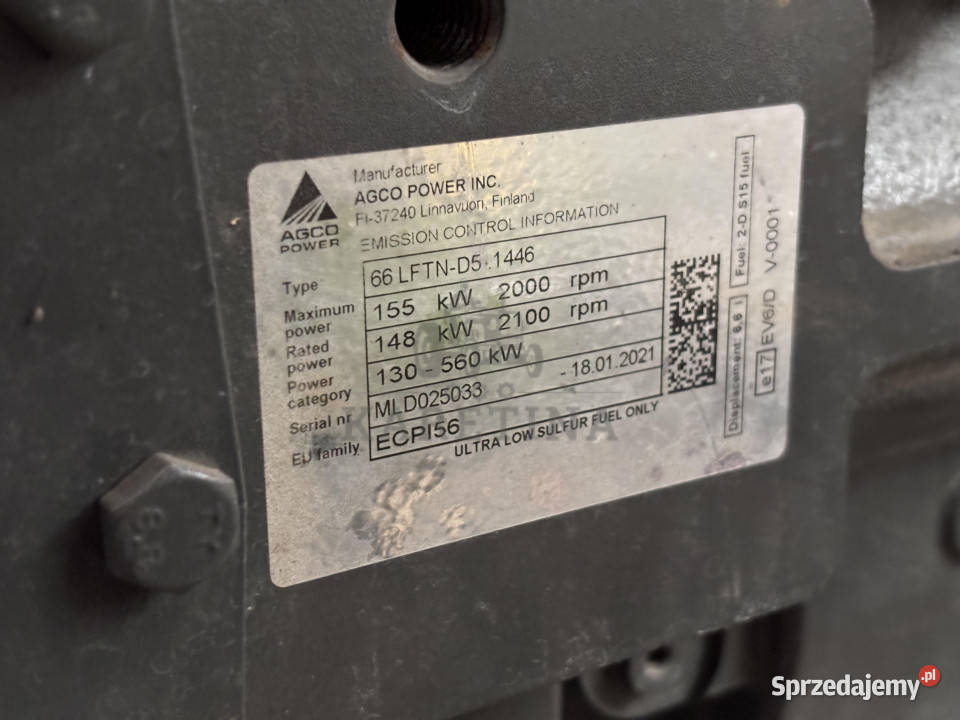 Manufacturer
AGCO POWER INC.
FI-37240 Linnavuori, Finland
AGCO
POWER
EMISSION CONTROL INFORMATION
Type 66 LFTN-D5 .1446
Maximum power 155 kW 2000 rpm
Rated power 148 kW 2100 rpm
Power category 130 - 560 kW
Serial nr MLD025033 - 18.01.2021
EU family ECPI56
ULTRA LOW SULFUR FUEL ONLY
Displacement: 6,6 l
Fuel: 2-D S15 fuel
e17 EV6/D V-0001
8.8
Sprzedajemy.pl